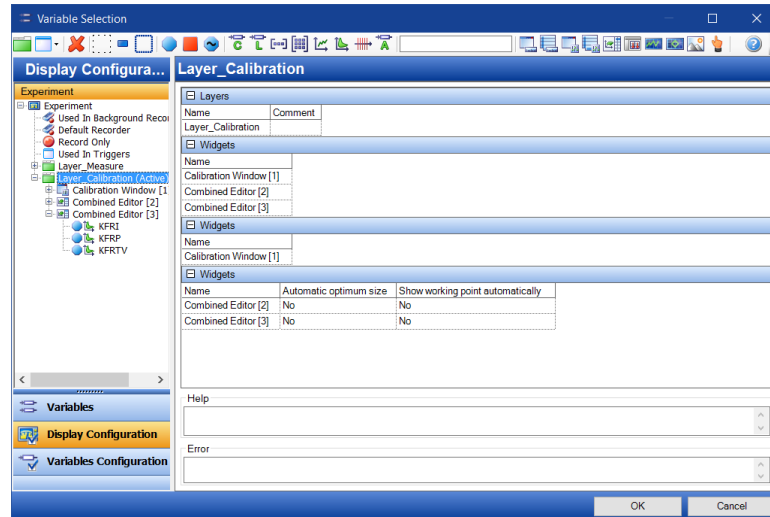 Variable Selection
Display Configura... Layer_Calibration
Experiment
Experiment
Used In Background Recor
Default Recorder
Record Only
Used In Triggers
Layer_Measure
Layer_Calibration (Active)
Calibration Window [1
Combined Editor [2]
Combined Editor [3]
KFRI
KFRP
KFRTV
Layers
Name Comment
Layer_Calibration
Widgets
Name
Calibration Window [1]
Combined Editor [2]
Combined Editor [3]
Widgets
Name
Calibration Window [1]
Widgets
Name Automatic optimum size Show working point automatically
Combined Editor [2] No No
Combined Editor [3] No No
Variables
Display Configuration
Variables Configuration
Help
Error
OK Cancel